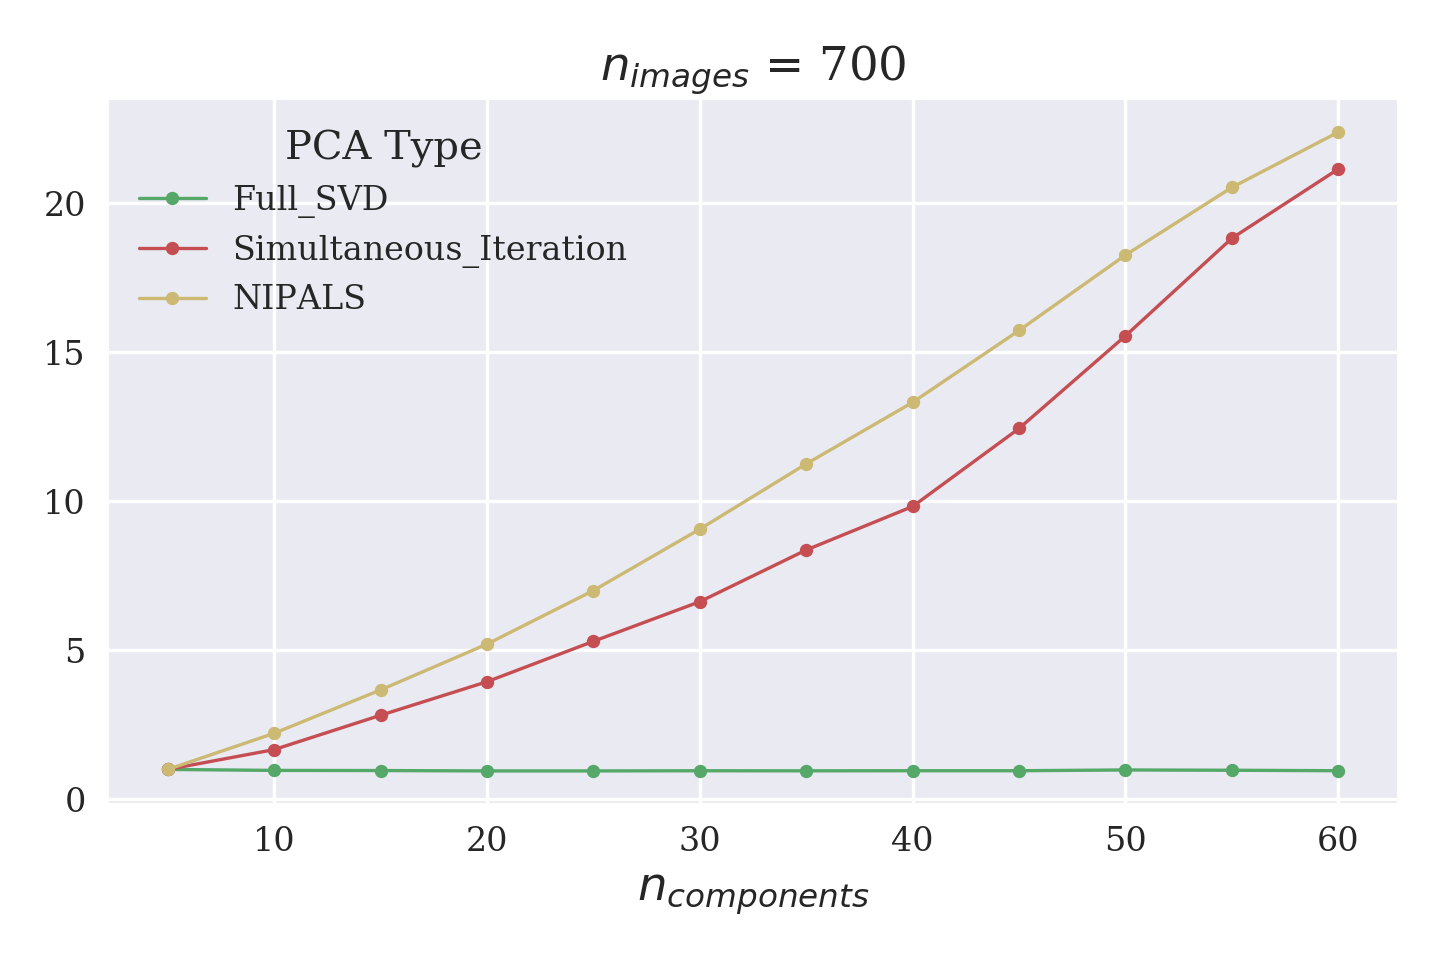 n_images = 700
PCA Type
Full_SVD
Simultaneous_Iteration
NIPALS
20
15
10
5
0
10 20 30 40 50 60
n_components